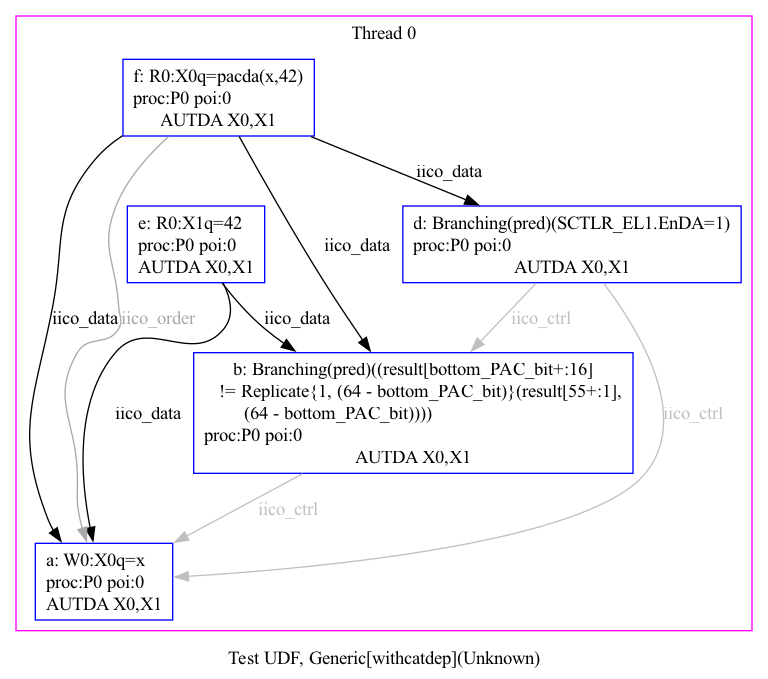 Thread 0
f: R0:X0q=pacda(x,42)
proc:P0 poi:0
AUTDA X0,X1
iico_data
e: R0:X1q=42
proc:P0 poi:0
AUTDA X0,X1
iico_data
d: Branching(pred)(SCTLR_EL1.EnDA=1)
proc:P0 poi:0
AUTDA X0,X1
iico_data
iico_order
iico_data
iico_ctrl
b: Branching(pred)((result[bottom_PAC_bit+:16]
!= Replicate{1, (64 - bottom_PAC_bit)}(result[55+:1],
(64 - bottom_PAC_bit))))
proc:P0 poi:0
AUTDA X0,X1
iico_data
iico_ctrl
iico_ctrl
a: W0:X0q=x
proc:P0 poi:0
AUTDA X0,X1
Test UDF, Generic[withcatdep](Unknown)